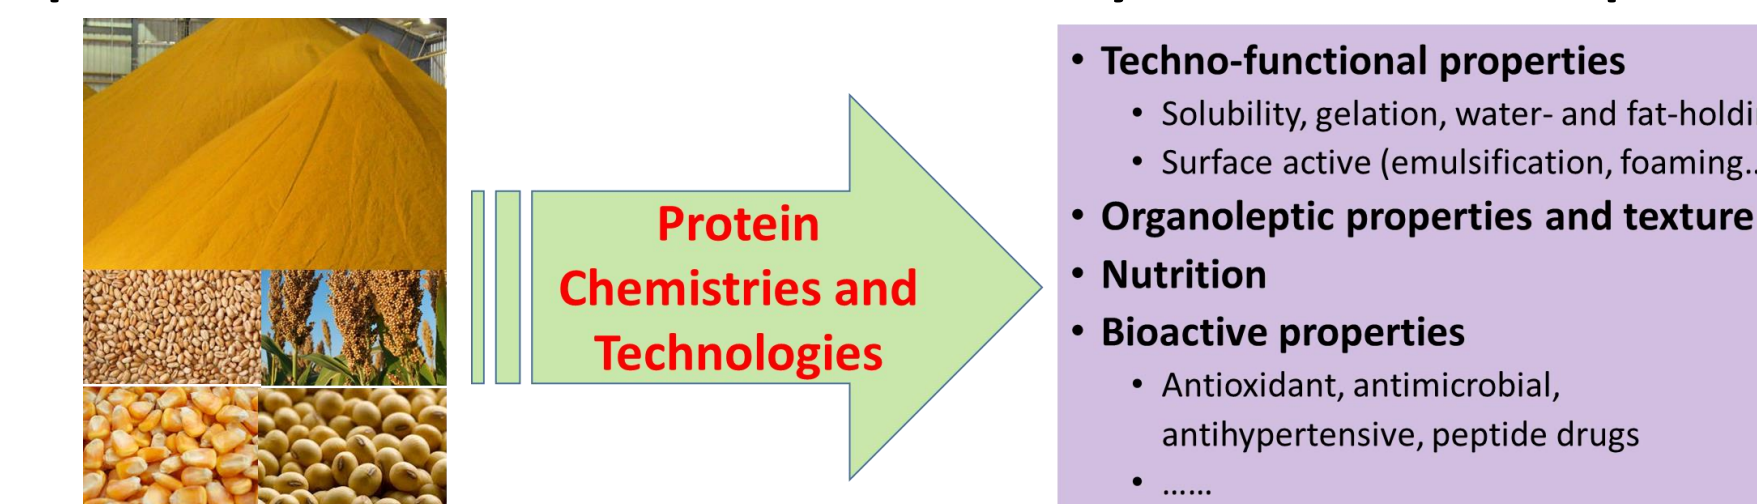 Protein
Chemistries and
Technologies
• Techno-functional properties
• Solubility, gelation, water- and fat-holdi
• Surface active (emulsification, foaming..
• Organoleptic properties and texture
• Nutrition
• Bioactive properties
• Antioxidant, antimicrobial,
antihypertensive, peptide drugs
• ......